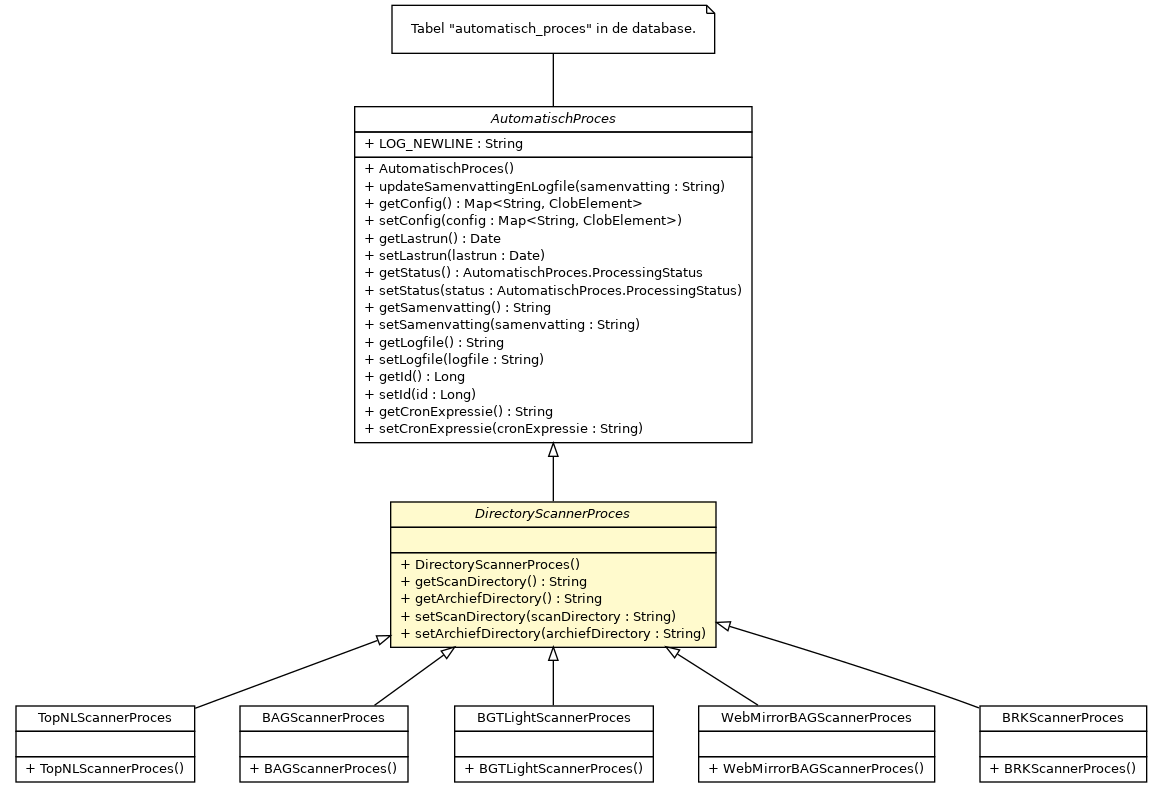 Tabel "automatisch_proces" in de database.
AutomatischProces
+ LOG_NEWLINE : String
+ AutomatischProces()
+ updateSamenvattingEnLogfile(samenvatting : String)
+ getConfig() : Map<String, ClobElement>
+ setConfig(config : Map<String, ClobElement>)
+ getLastrun() : Date
+ setLastrun(lastrun : Date)
+ getStatus() : AutomatischProces.ProcessingStatus
+ setStatus(status : AutomatischProces.ProcessingStatus)
+ getSamenvatting() : String
+ setSamenvatting(samenvatting : String)
+ getLogfile() : String
+ setLogfile(logfile : String)
+ getId() : Long
+ setId(id : Long)
+ getCronExpressie() : String
+ setCronExpressie(cronExpressie : String)
DirectoryScannerProces
+ DirectoryScannerProces()
+ getScanDirectory() : String
+ getArchiefDirectory() : String
+ setScanDirectory(scanDirectory : String)
+ setArchiefDirectory(archiefDirectory : String)
TopNLScannerProces
+ TopNLScannerProces()
BAGScannerProces
+ BAGScannerProces()
BGTLightScannerProces
+ BGTLightScannerProces()
WebMirrorBAGScannerProces
+ WebMirrorBAGScannerProces()
BRKScannerProces
+ BRKScannerProces()